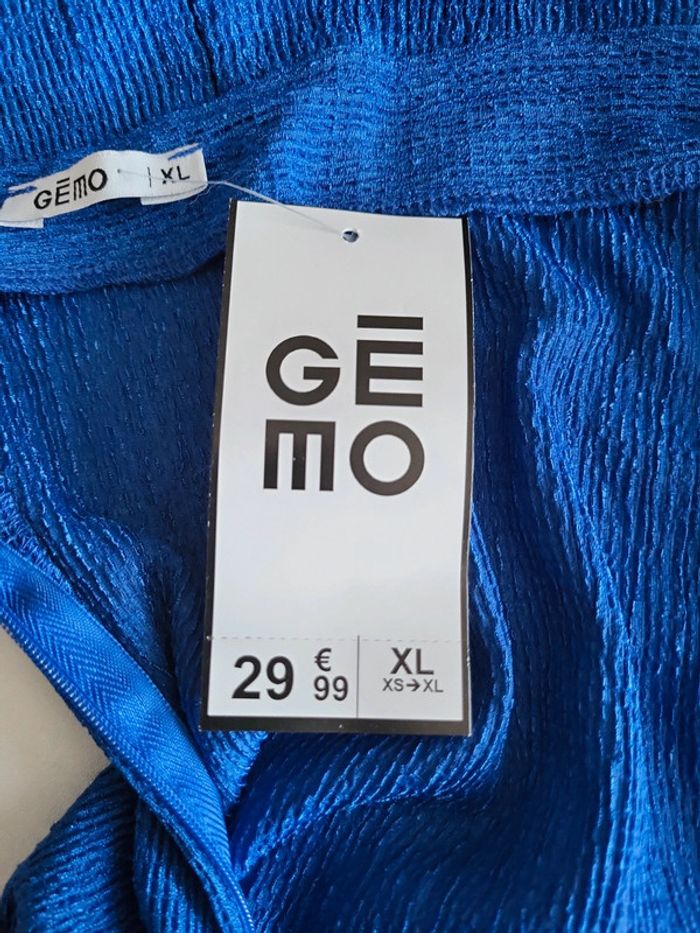 GĒMO | XL
GĒ
MO
29 € 99
XL
XS→XL